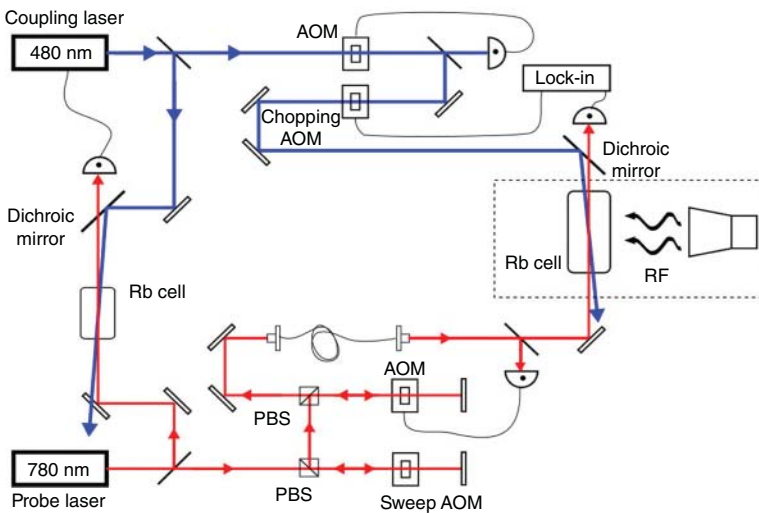 Coupling laser
480 nm
AOM
Lock-in
Chopping
AOM
Dichroic
mirror
Dichroic
mirror
Rb cell
RF
Rb cell
AOM
PBS
780 nm
Probe laser
PBS
Sweep AOM